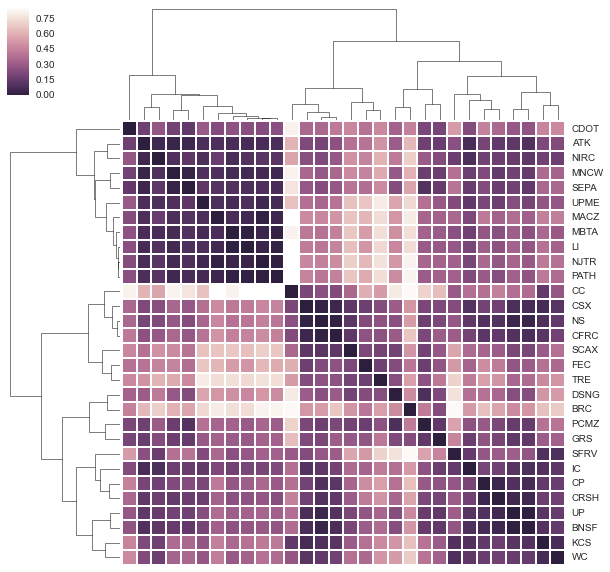 0.75
0.60
0.45
0.30
0.15
0.00
CDOT
ATK
NIRC
MNCW
SEPA
UPME
MACZ
MBTA
LI
NJTR
PATH
CC
CSX
NS
CFRC
SCAX
FEC
TRE
DSNG
BRC
PCMZ
GRS
SFRV
IC
CP
CRSH
UP
BNSF
KCS
WC